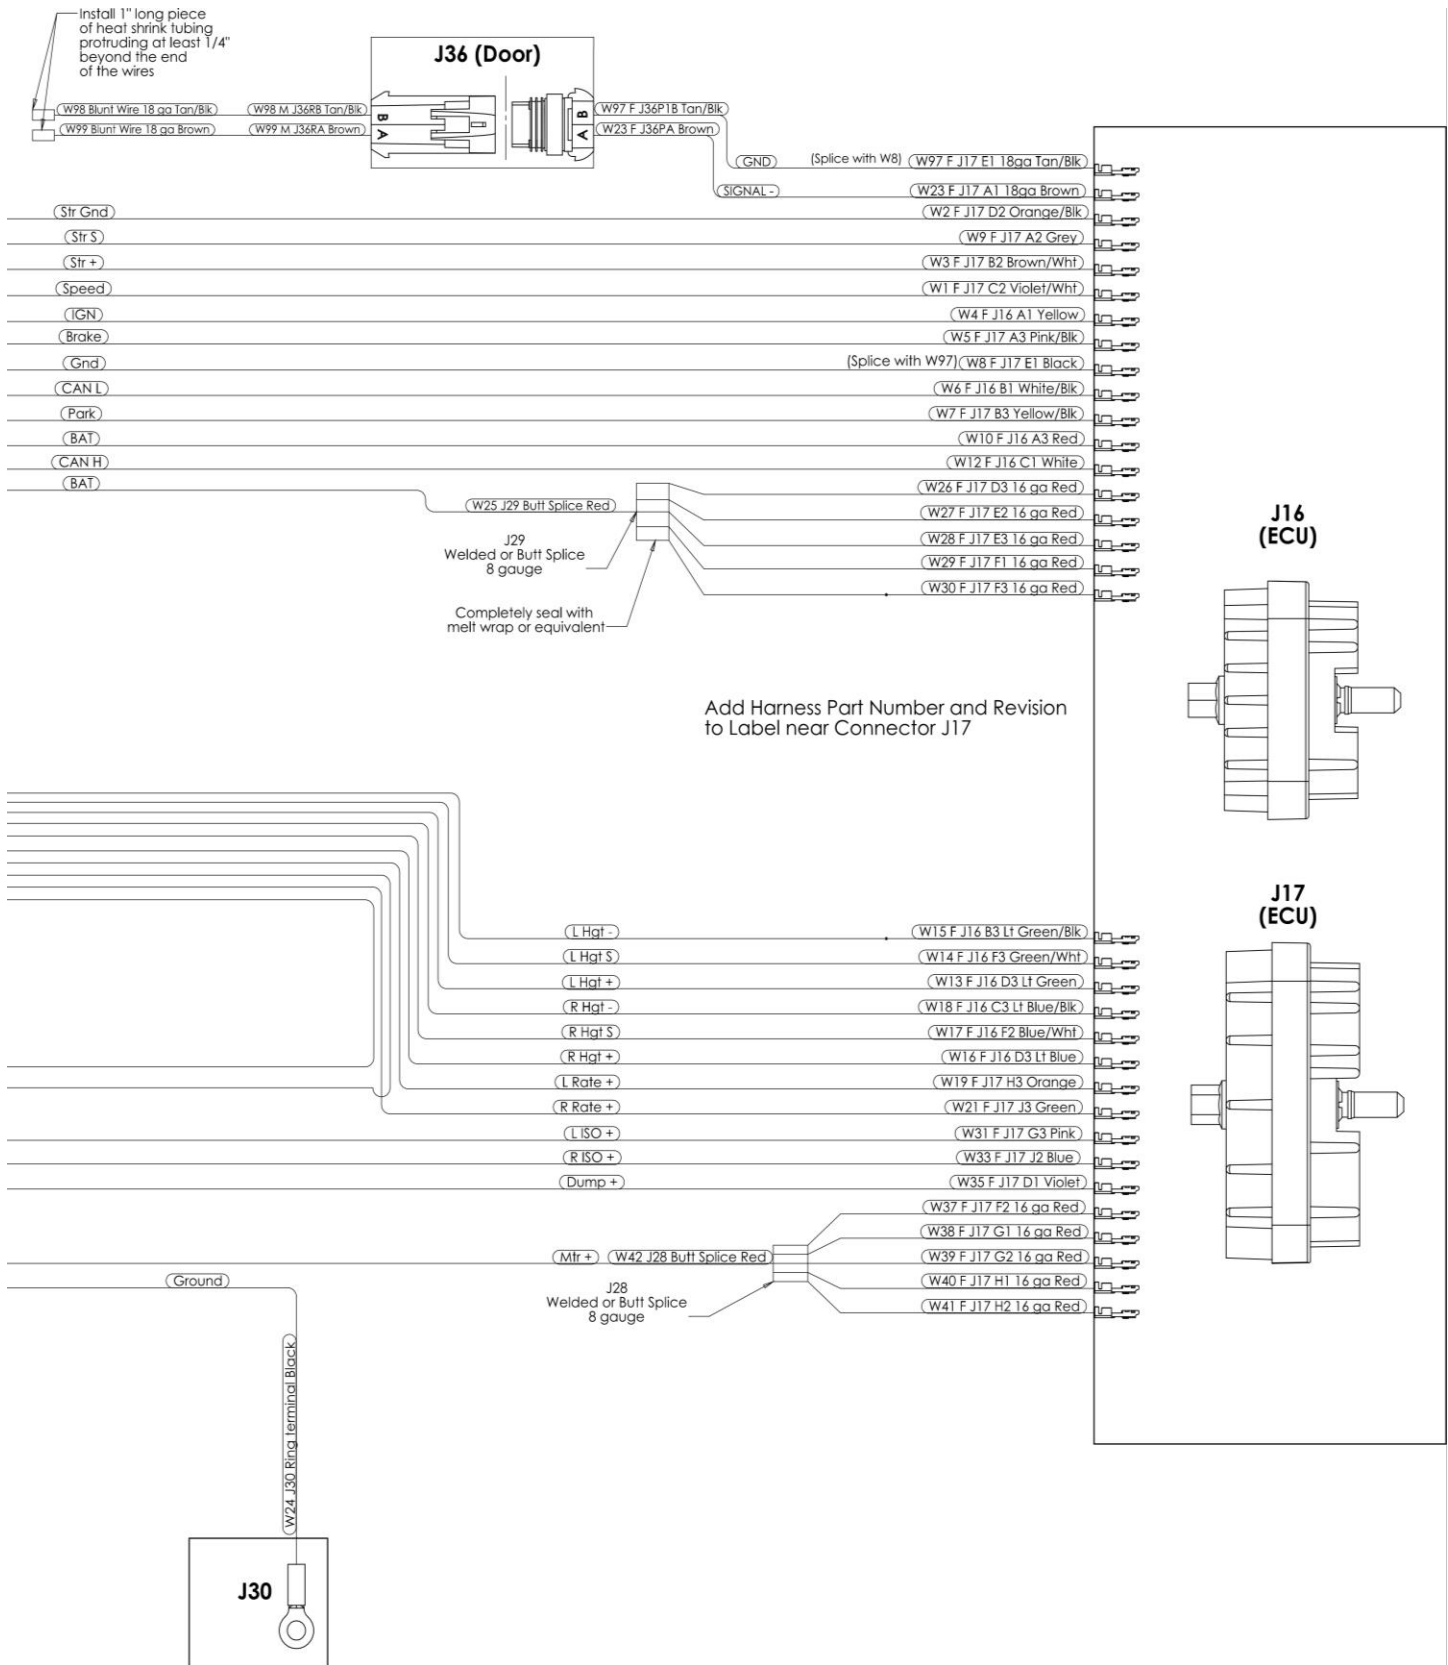 Install 1" long piece
of heat shrink tubing
protruding at least 1/4"
beyond the end
of the wires
J36 (Door)
W98 Blunt Wire 18 ga Tan/Blk
W98 M J36RB Tan/Blk
B
B
W97 F J36P1B Tan/Blk
W99 Blunt Wire 18 ga Brown
W99 M J36RA Brown
A
A
W23 F J36PA Brown
GND
(Splice with W8)
W97 F J17 E1 18ga Tan/Blk
SIGNAL -
W23 F J17 A1 18ga Brown
Str Gnd
W2 F J17 D2 Orange/Blk
Str S
W9 F J17 A2 Grey
Str +
W3 F J17 B2 Brown/Wht
Speed
W1 F J17 C2 Violet/Wht
IGN
W4 F J16 A1 Yellow
Brake
W5 F J17 A3 Pink/Blk
Gnd
(Splice with W97)
W8 F J17 E1 Black
CAN L
W6 F J16 B1 White/Blk
Park
W7 F J17 B3 Yellow/Blk
BAT
W10 F J16 A3 Red
CAN H
W12 F J16 C1 White
BAT
W26 F J17 D3 16 ga Red
W25 J29 Butt Splice Red
W27 F J17 E2 16 ga Red
J29
Welded or Butt Splice
8 gauge
W28 F J17 E3 16 ga Red
W29 F J17 F1 16 ga Red
W30 F J17 F3 16 ga Red
Completely seal with
melt wrap or equivalent
J16
(ECU)
Add Harness Part Number and Revision
to Label near Connector J17
J17
(ECU)
L Hgt -
W15 F J16 B3 Lt Green/Blk
L Hgt S
W14 F J16 F3 Green/Wht
L Hgt +
W13 F J16 D3 Lt Green
R Hgt -
W18 F J16 C3 Lt Blue/Blk
R Hgt S
W17 F J16 F2 Blue/Wht
R Hgt +
W16 F J16 D3 Lt Blue
L Rate +
W19 F J17 H3 Orange
R Rate +
W21 F J17 J3 Green
L ISO +
W31 F J17 G3 Pink
R ISO +
W33 F J17 J2 Blue
Dump +
W35 F J17 D1 Violet
W37 F J17 F2 16 ga Red
W38 F J17 G1 16 ga Red
Mtr +
W42 J28 Butt Splice Red
W39 F J17 G2 16 ga Red
W40 F J17 H1 16 ga Red
W41 F J17 H2 16 ga Red
J28
Welded or Butt Splice
8 gauge
Ground
W24 J30 Ring terminal Black
J30